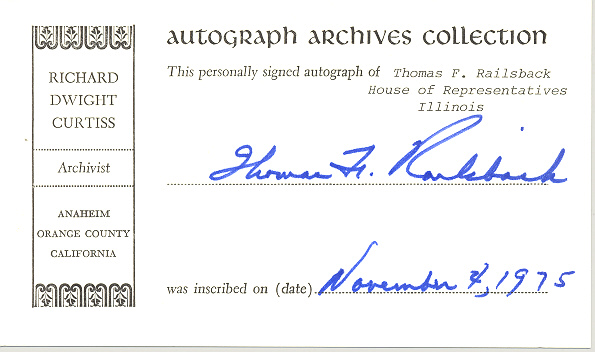 AUTOGRAPH ARCHIVES COLLECTION
RICHARD
DWIGHT
CURTISS
Archivist
ANAHEIM
ORANGE COUNTY
CALIFORNIA
This personally signed autograph of Thomas F. Railsback
House of Representatives
Illinois
Thomas F. Railsback
was inscribed on (date) November 4, 1975